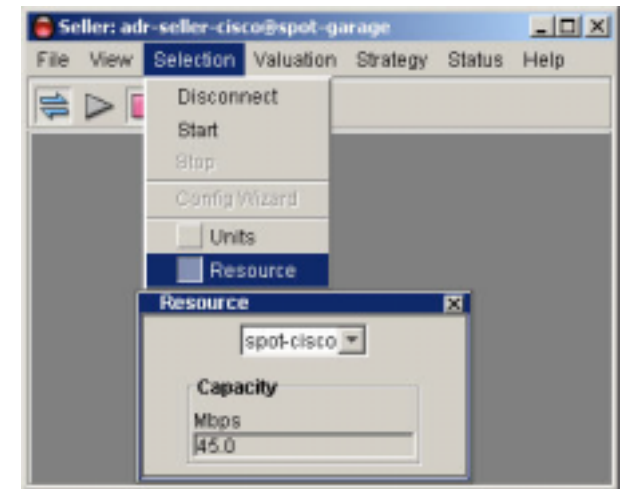 Seller: adr-seller-cisco@spot-garage
File View Selection Valuation Strategy Status Help
Disconnect
Start
Stop
Config Wizard
Units
Resource
Resource
spot-cisco
Capacity
Mbps
45.0